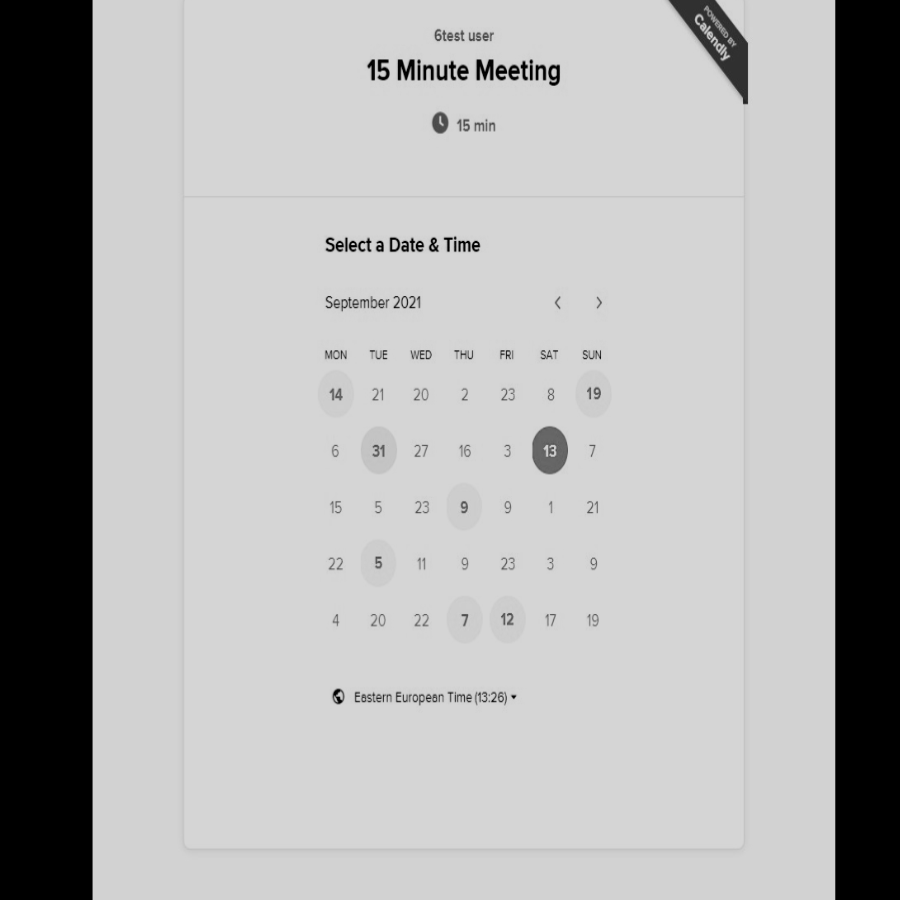 POWERED BY
Calendly
6test user
15 Minute Meeting
15 min
Select a Date & Time
September 2021
MON TUE WED THU FRI SAT SUN
14 21 20 2 23 8 19
6 31 27 16 3 13 7
15 5 23 9 9 1 21
22 5 11 9 23 3 9
4 20 22 7 12 17 19
Eastern European Time (13:26)